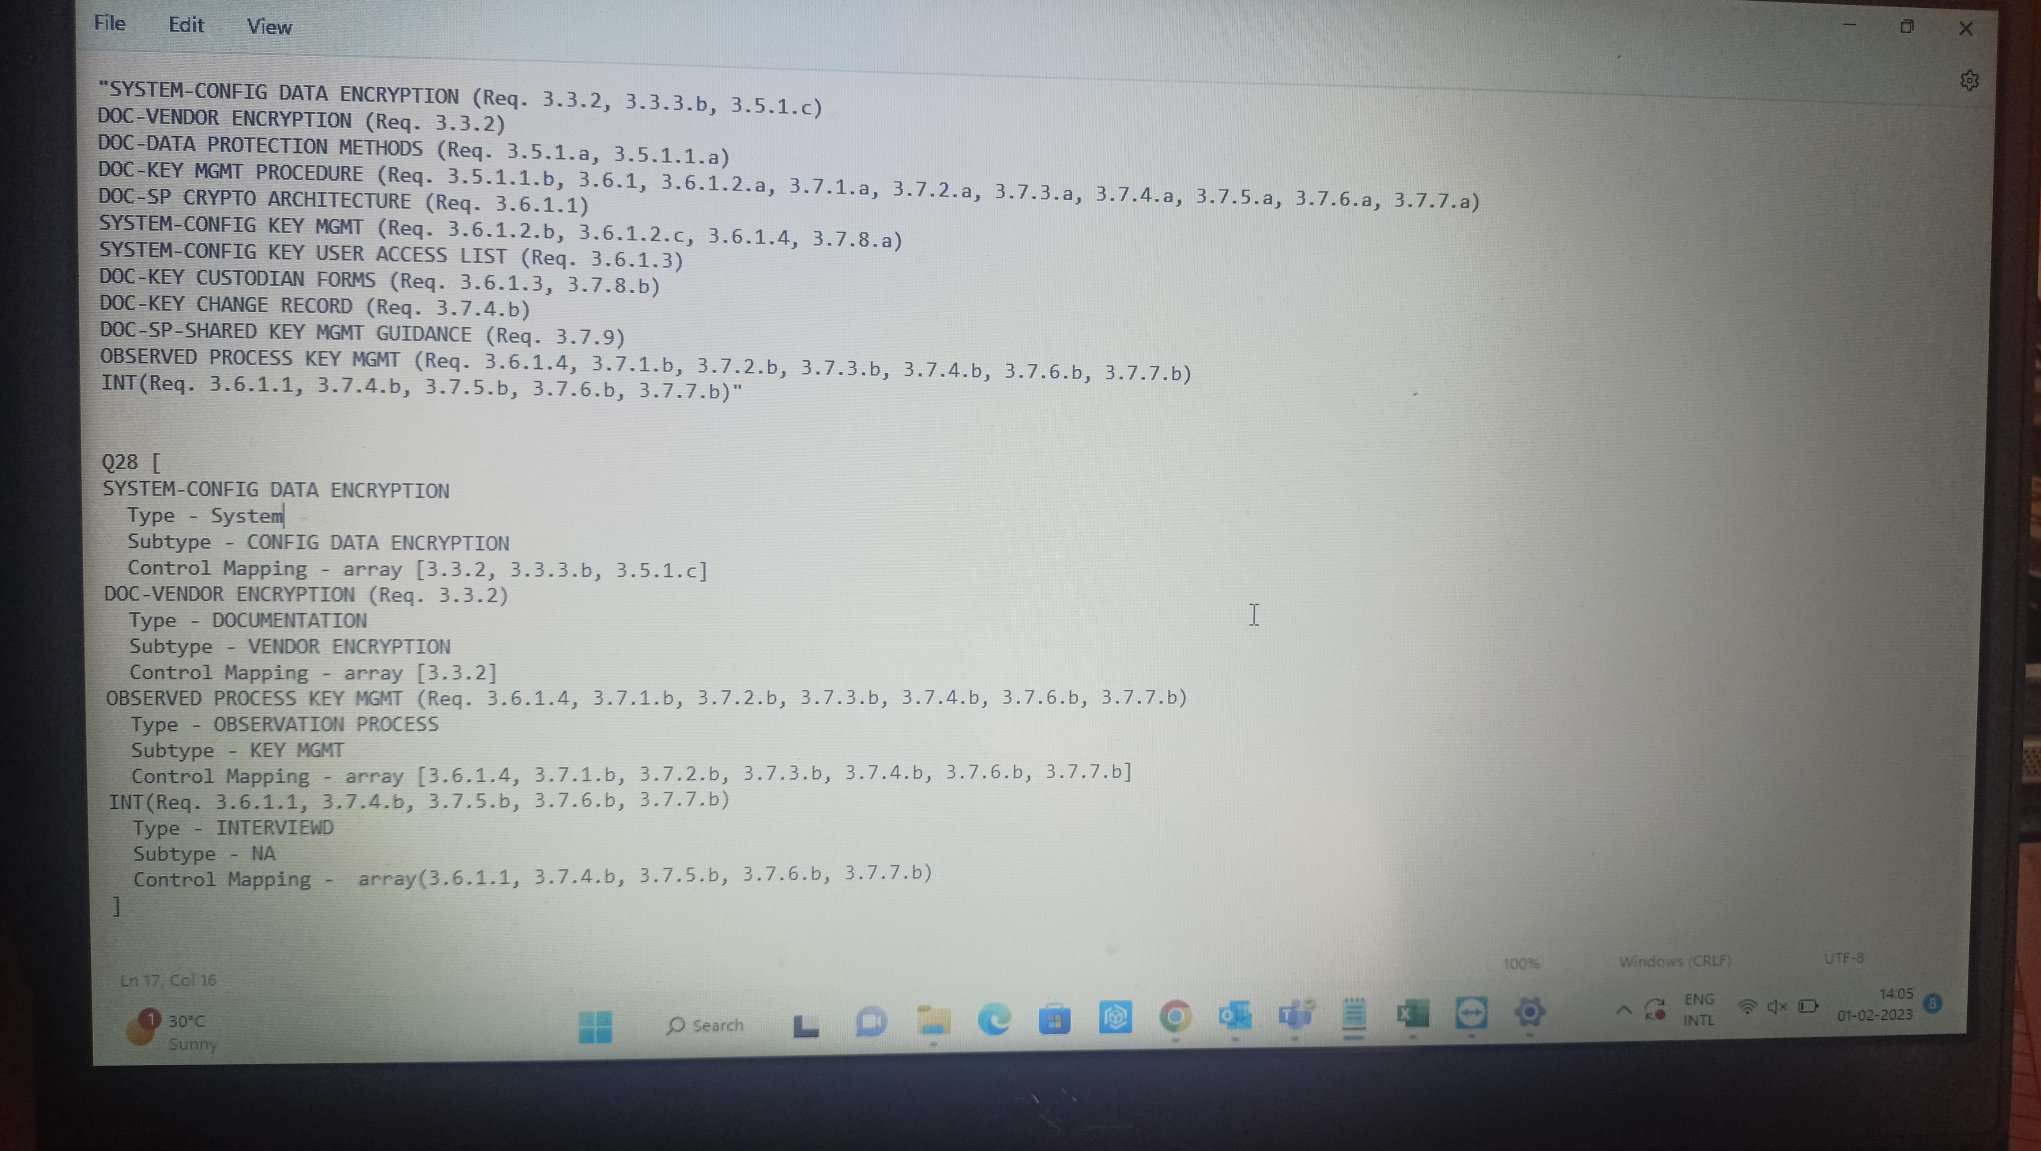 File Edit View
"SYSTEM-CONFIG DATA ENCRYPTION (Req. 3.3.2, 3.3.3.b, 3.5.1.c)
DOC-VENDOR ENCRYPTION (Req. 3.3.2)
DOC-DATA PROTECTION METHODS (Req. 3.5.1.a, 3.5.1.1.a)
DOC-KEY MGMT PROCEDURE (Req. 3.5.1.1.b, 3.6.1, 3.6.1.2.a, 3.7.1.a, 3.7.2.a, 3.7.3.a, 3.7.4.a, 3.7.5.a, 3.7.6.a, 3.7.7.a)
DOC-SP CRYPTO ARCHITECTURE (Req. 3.6.1.1)
SYSTEM-CONFIG KEY MGMT (Req. 3.6.1.2.b, 3.6.1.2.c, 3.6.1.4, 3.7.8.a)
SYSTEM-CONFIG KEY USER ACCESS LIST (Req. 3.6.1.3)
DOC-KEY CUSTODIAN FORMS (Req. 3.6.1.3, 3.7.8.b)
DOC-KEY CHANGE RECORD (Req. 3.7.4.b)
DOC-SP-SHARED KEY MGMT GUIDANCE (Req. 3.7.9)
OBSERVED PROCESS KEY MGMT (Req. 3.6.1.4, 3.7.1.b, 3.7.2.b, 3.7.3.b, 3.7.4.b, 3.7.6.b, 3.7.7.b)
INT(Req. 3.6.1.1, 3.7.4.b, 3.7.5.b, 3.7.6.b, 3.7.7.b)"
Q28 [
SYSTEM-CONFIG DATA ENCRYPTION
Type - System
Subtype - CONFIG DATA ENCRYPTION
Control Mapping - array [3.3.2, 3.3.3.b, 3.5.1.c]
DOC-VENDOR ENCRYPTION (Req. 3.3.2)
Type - DOCUMENTATION
Subtype - VENDOR ENCRYPTION
Control Mapping - array [3.3.2]
OBSERVED PROCESS KEY MGMT (Req. 3.6.1.4, 3.7.1.b, 3.7.2.b, 3.7.3.b, 3.7.4.b, 3.7.6.b, 3.7.7.b)
Type - OBSERVATION PROCESS
Subtype - KEY MGMT
Control Mapping - array [3.6.1.4, 3.7.1.b, 3.7.2.b, 3.7.3.b, 3.7.4.b, 3.7.6.b, 3.7.7.b]
INT(Req. 3.6.1.1, 3.7.4.b, 3.7.5.b, 3.7.6.b, 3.7.7.b)
Type - INTERVIEWD
Subtype - NA
Control Mapping - array(3.6.1.1, 3.7.4.b, 3.7.5.b, 3.7.6.b, 3.7.7.b)
]
Ln 17, Col 16 100% Windows (CRLF) UTF-8
1 30°C
Sunny
Search
ENG
INTL
14:05
01-02-2023
8